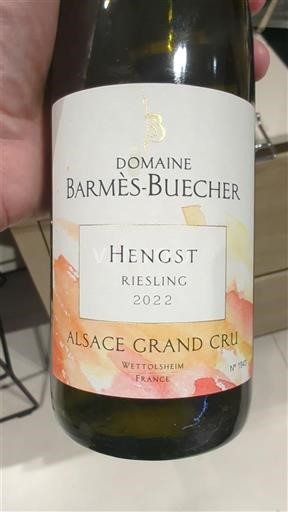 B
DOMAINE
BARMÈS-BUECHER
HENGST
RIESLING
2022
ALSACE GRAND CRU
WETTOLSHEIM
FRANCE